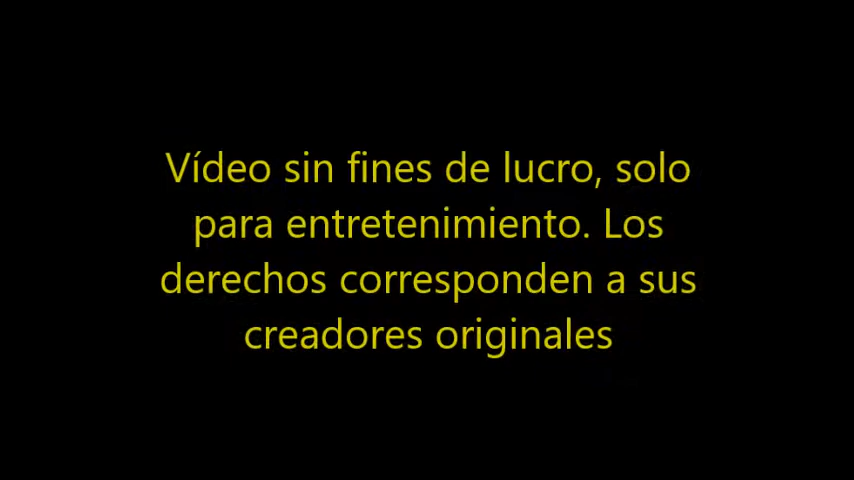 Vídeo sin fines de lucro, solo
para entretenimiento. Los
derechos corresponden a sus
creadores originales